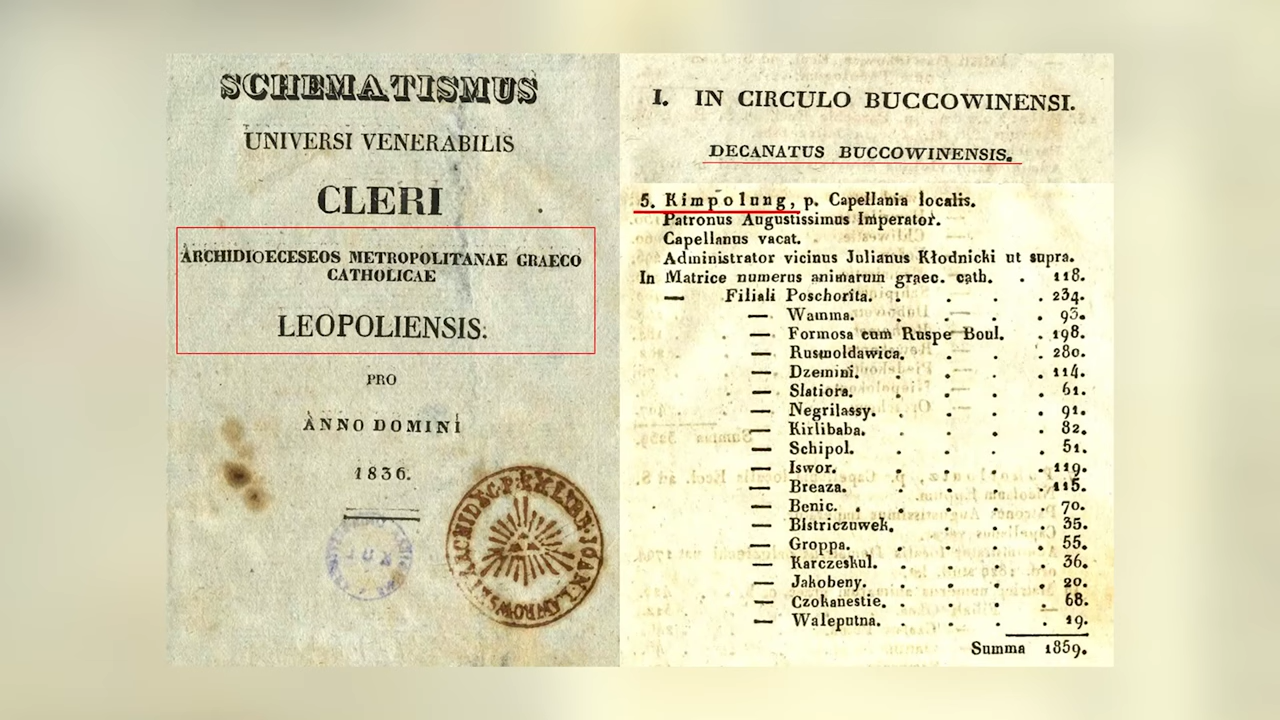 SCHEMATISMUS
UNIVERSI VENERABILIS
CLERI
ARCHIDIOECESEOS METROPOLITANAE GRAECO
CATHOLICAE
LEOPOLIENSIS.
PRO
ANNO DOMINI
1836.
I. IN CIRCULO BUCCOWINENSI.
DECANATUS BUCCOWINENSIS.
5. Kimpolung, p. Capellania localis.
Patronus Augustissimus Imperator.
Capellanus vacat.
Administrator vicinus Julianus Kłodnicki ut supra.
In Matrice numerus animarum graec. cath. . 118.
— Filiali Poschorita. . . . . 234.
— Wamma. . . . . 93.
— Formosa cum Ruspe Boul. . 198.
— Rusmoldawica. . . . 280.
— Dzemini. . . . . 114.
— Slatiora. . . . . 61.
— Negrilassy. . . . . 91.
— Kirlibaba. . . . . 82.
— Schipol. . . . . 51.
— Iswor. . . . . 119.
— Breaza. . . . . 115.
— Benic. . . . . . 70.
— Bistriczuwek. . . . 35.
— Groppa. . . . . 55.
— Karczeskul. . . . . 36.
— Jakobeny. . . . . 20.
— Czokanestie. . . . . 68.
— Waleputna. . . . . 19.
Summa 1859.